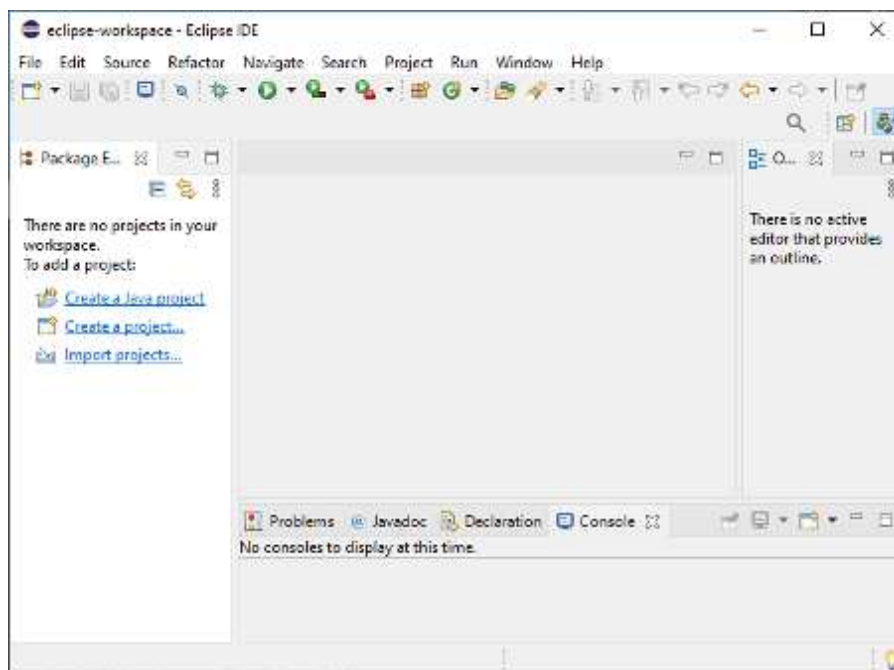 eclipse-workspace - Eclipse IDE
File Edit Source Refactor Navigate Search Project Run Window Help
Package E...
O...
There are no projects in your
workspace.
To add a project:
Create a Java project
Create a project...
Import projects...
There is no active
editor that provides
an outline.
Problems Javadoc Declaration Console
No consoles to display at this time.